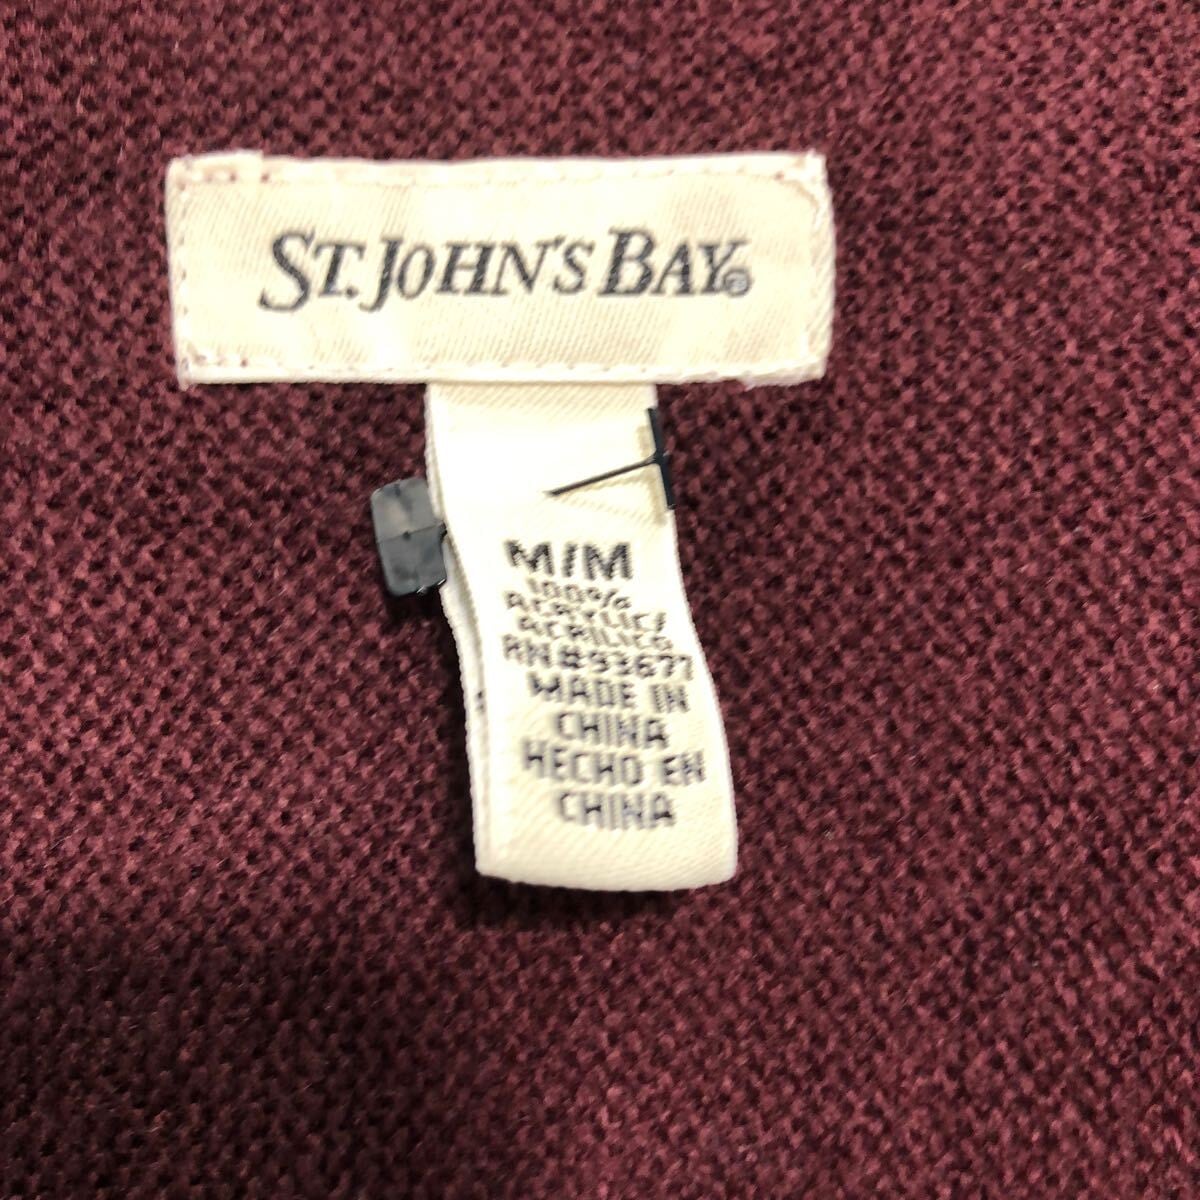 ST. JOHN'S BAY®
M/M
100%
ACRYLIC/
ACRILICO
RN#93677
MADE IN
CHINA
HECHO EN
CHINA